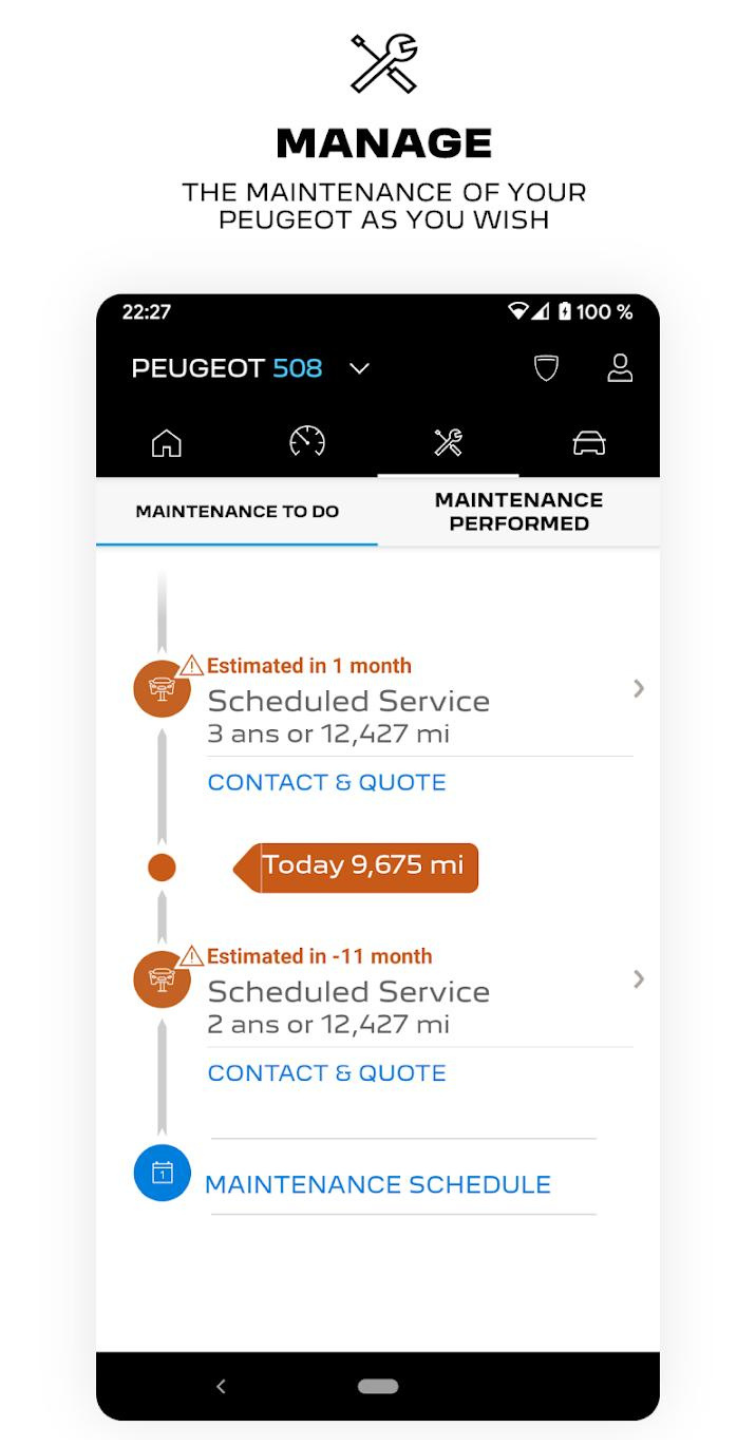 MANAGE
THE MAINTENANCE OF YOUR
PEUGEOT AS YOU WISH
22:27
100 %
PEUGEOT 508
MAINTENANCE TO DO
MAINTENANCE
PERFORMED
Estimated in 1 month
Scheduled Service
3 ans or 12,427 mi
CONTACT & QUOTE
Today 9,675 mi
Estimated in -11 month
Scheduled Service
2 ans or 12,427 mi
CONTACT & QUOTE
1
MAINTENANCE SCHEDULE